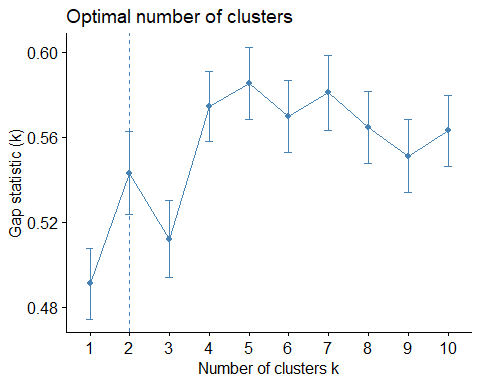 Optimal number of clusters
0.60
0.56
0.52
0.48
Gap statistic (k)
1 2 3 4 5 6 7 8 9 10
Number of clusters k